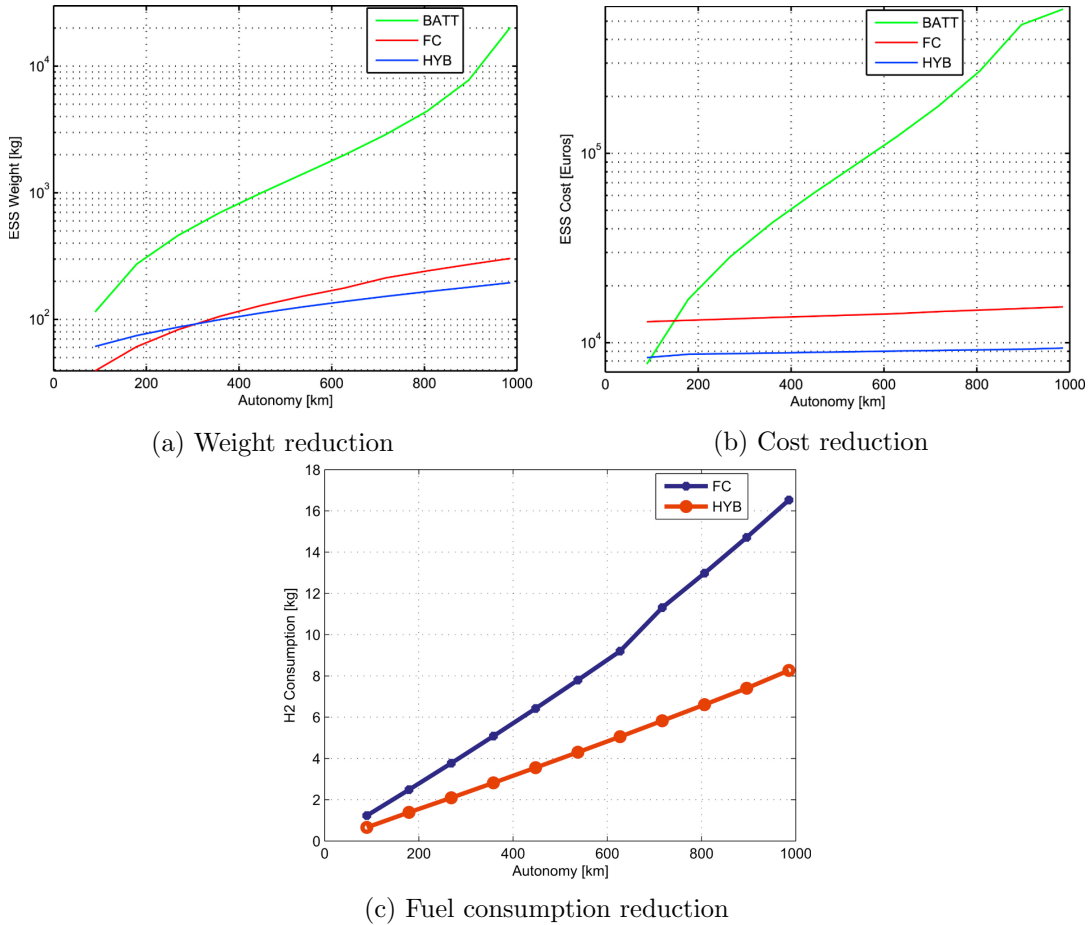 BATT
FC
HYB
10^4
10^3
10^2
ESS Weight [kg]
0 200 400 600 800 1000
Autonomy [km]
(a) Weight reduction
BATT
FC
HYB
10^5
10^4
ESS Cost [Euros]
0 200 400 600 800 1000
Autonomy [km]
(b) Cost reduction
FC
HYB
18
16
14
12
10
8
6
4
2
0
H2 Consumption [kg]
0 200 400 600 800 1000
Autonomy [km]
(c) Fuel consumption reduction